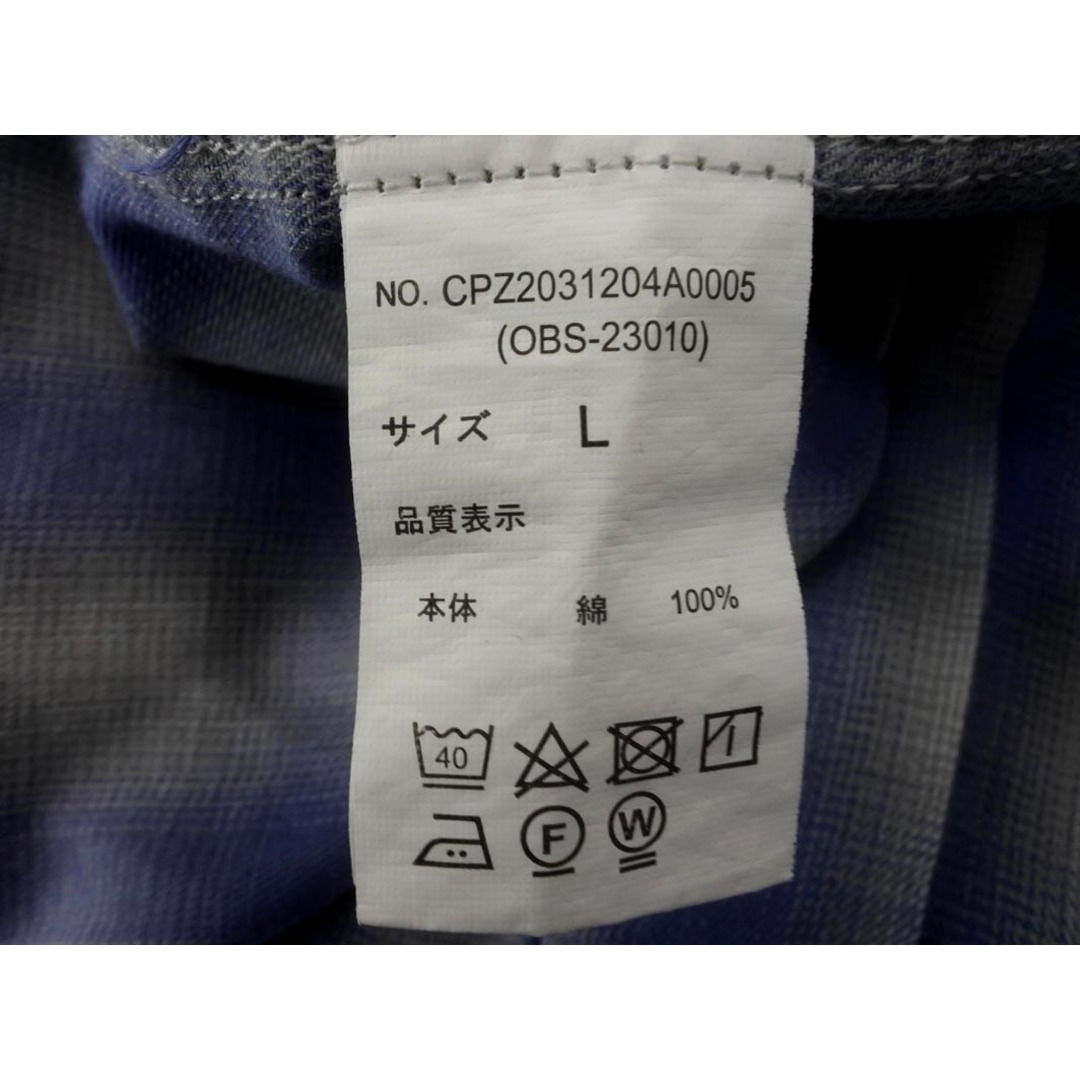 NO. CPZ2031204A0005
(OBS-23010)
サイズ L
品質表示
本体 綿 100%
40
F W